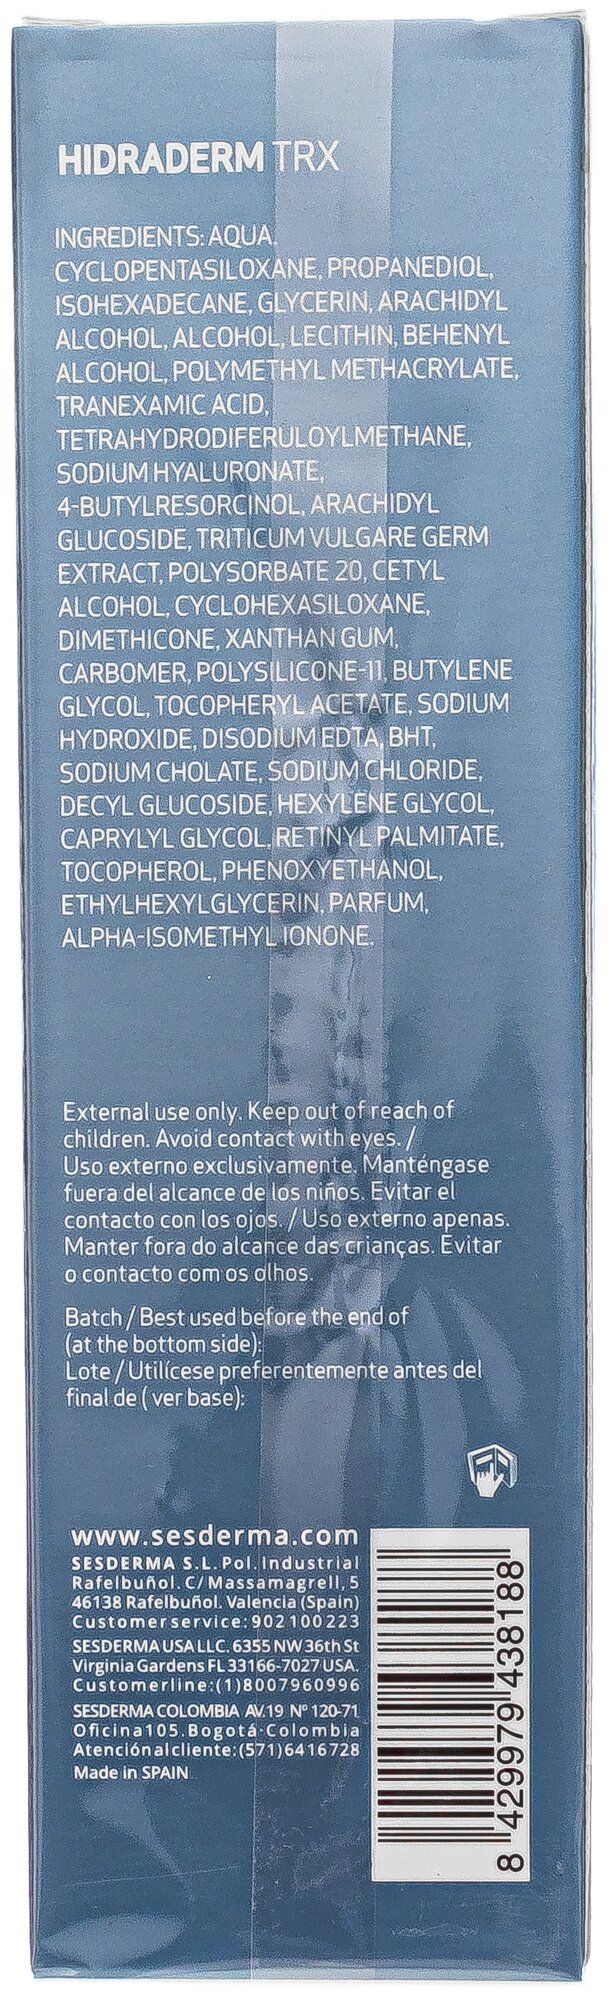 HIDRADERM TRX
INGREDIENTS: AQUA,
CYCLOPENTASILOXANE, PROPANEDIOL,
ISOHEXADECANE, GLYCERIN, ARACHIDYL
ALCOHOL, ALCOHOL, LECITHIN, BEHENYL
ALCOHOL, POLYMETHYL METHACRYLATE,
TRANEXAMIC ACID,
TETRAHYDRODIFERULOYLMETHANE,
SODIUM HYALURONATE,
4-BUTYLRESORCINOL, ARACHIDYL
GLUCOSIDE, TRITICUM VULGARE GERM
EXTRACT, POLYSORBATE 20, CETYL
ALCOHOL, CYCLOHEXASILOXANE,
DIMETHICONE, XANTHAN GUM,
CARBOMER, POLYSILICONE-11, BUTYLENE
GLYCOL, TOCOPHERYL ACETATE, SODIUM
HYDROXIDE, DISODIUM EDTA, BHT,
SODIUM CHOLATE, SODIUM CHLORIDE,
DECYL GLUCOSIDE, HEXYLENE GLYCOL,
CAPRYLYL GLYCOL, RETINYL PALMITATE,
TOCOPHEROL, PHENOXYETHANOL,
ETHYLHEXYLGLYCERIN, PARFUM,
ALPHA-ISOMETHYL IONONE.
External use only. Keep out of reach of
children. Avoid contact with eyes. /
Uso externo exclusivamente. Manténgase
fuera del alcance de los niños. Evitar el
contacto con los ojos. / Uso externo apenas.
Manter fora do alcance das crianças. Evitar
o contacto com os olhos.
Batch / Best used before the end of
(at the bottom side):
Lote / Utilícese preferentemente antes del
final de ( ver base):
www.sesderma.com
SESDERMA S.L. Pol. Industrial
Rafelbuñol. C/ Massamagrell, 5
46138 Rafelbuñol. Valencia (Spain)
Customer service: 902 100 223
SESDERMA USA LLC. 6355 NW 36th St
Virginia Gardens FL 33166-7027 USA.
Customer line: (1) 800 796 0996
SESDERMA COLOMBIA AV.19 Nº 120-71
Oficina 105. Bogotá · Colombia
Atención al cliente: (571) 6416728
Made in SPAIN
8 429979 438188